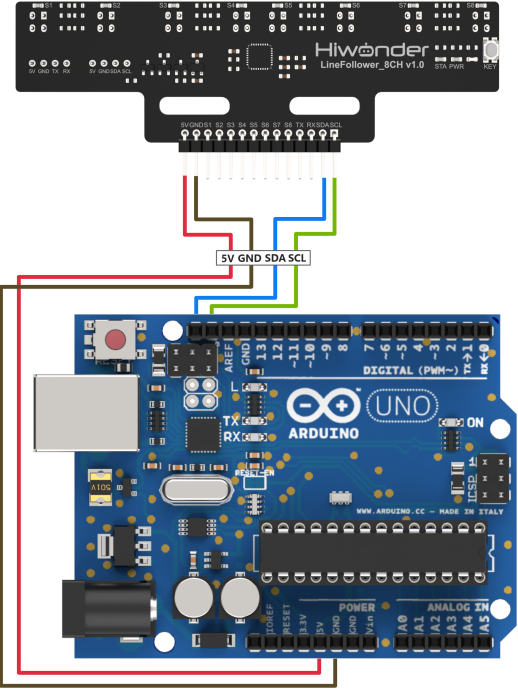 S1 S2 S3 S4 S5 S6 S7 S8
5V GND TX RX
5V GND SDA SCL
Hiwonder
LineFollower_8CH v1.0
STA PWR KEY
5V GND S1 S2 S3 S4 S5 S6 S7 S8 TX RX SDA SCL
5V GND SDA SCL
AREF
GND
13
12
~11
~10
~9
8
7
~6
~5
4
~3
2
TX→1
RX←0
DIGITAL (PWM~)
L
TX
RX
ARDUINO
UNO
ON
RESET-EN
ICSP
1
501V
WWW.ARDUINO.CC - MADE IN ITALY
POWER
ANALOG IN
IOREF
RESET
3.3V
5V
GND
GND
Vin
A0
A1
A2
A3
A4
A5